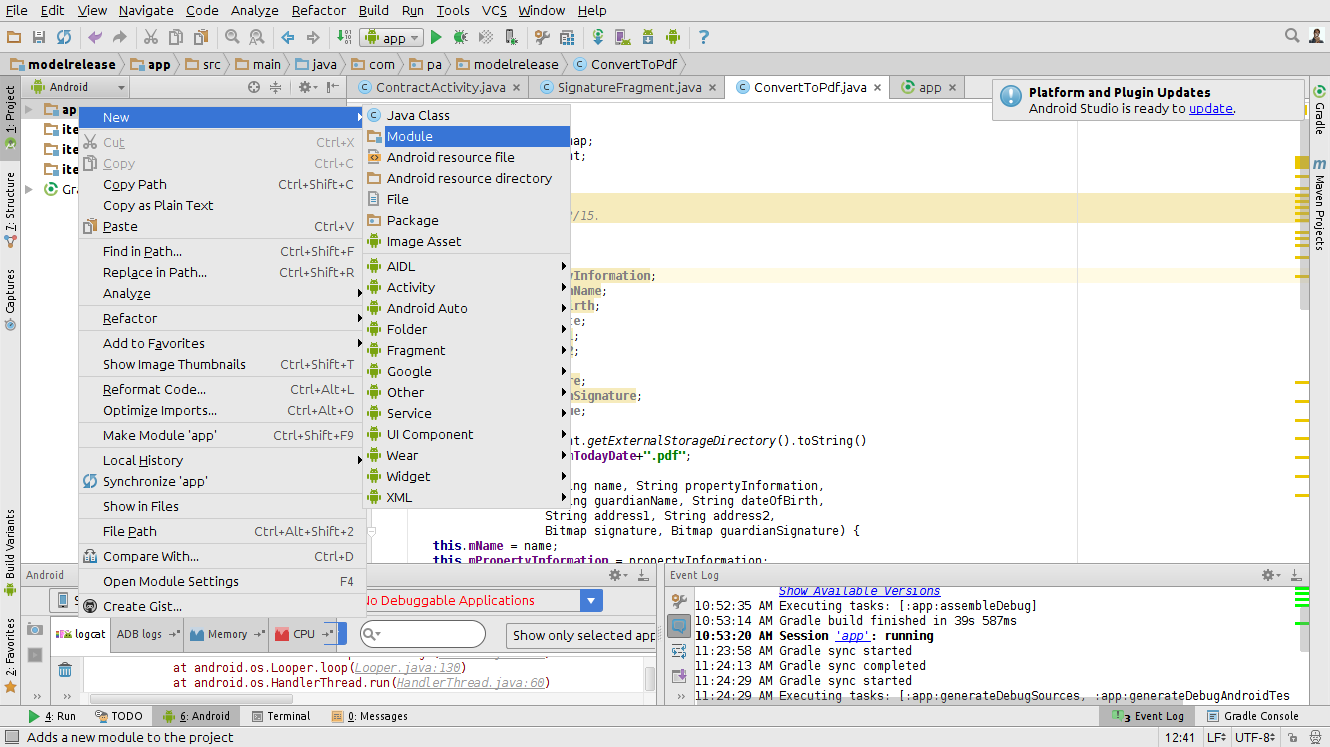 File Edit View Navigate Code Analyze Refactor Build Run Tools VCS Window Help
app
modelrelease app src main java com pa modelrelease ConvertToPdf
Android
ContractActivity.java SignatureFragment.java ConvertToPdf.java app
Platform and Plugin Updates
Android Studio is ready to update.
1: Project
7: Structure
Captures
Build Variants
2: Favorites
Gradle
Maven Projects
ap
ite
ite
ite
Gra
New
Cut Ctrl+X
Copy Ctrl+C
Copy Path Ctrl+Shift+C
Copy as Plain Text
Paste Ctrl+V
Find in Path... Ctrl+Shift+F
Replace in Path... Ctrl+Shift+R
Analyze
Refactor
Add to Favorites
Show Image Thumbnails Ctrl+Shift+T
Reformat Code... Ctrl+Alt+L
Optimize Imports... Ctrl+Alt+O
Make Module 'app' Ctrl+Shift+F9
Local History
Synchronize 'app'
Show in Files
File Path Ctrl+Alt+Shift+2
Compare With... Ctrl+D
Open Module Settings F4
Create Gist...
Java Class
Module
Android resource file
Android resource directory
File
Package
Image Asset
AIDL
Activity
Android Auto
Folder
Fragment
Google
Other
Service
UI Component
Wear
Widget
XML
ap;
t;
/15.
yInformation;
nName;
irth;
te;
;
2;
re;
nSignature;
ue;
t.getExternalStorageDirectory().toString()
mTodayDate+".pdf";
ng name, String propertyInformation,
ng guardianName, String dateOfBirth,
String address1, String address2,
Bitmap signature, Bitmap guardianSignature) {
this.mName = name;
this.mPropertyInformation = propertyInformation;
Android
No Debuggable Applications
logcat ADB logs Memory CPU
Show only selected app
at android.os.Looper.loop(Looper.java:130)
at android.os.HandlerThread.run(HandlerThread.java:60)
Event Log
Show Available Versions
10:52:35 AM Executing tasks: [:app:assembleDebug]
10:53:14 AM Gradle build finished in 39s 587ms
10:53:20 AM Session 'app': running
11:23:58 AM Gradle sync started
11:24:13 AM Gradle sync completed
11:24:29 AM Gradle sync started
11:24:29 AM Executing tasks: [:app:generateDebugSources, :app:generateDebugAndroidTes
4: Run TODO 6: Android Terminal 0: Messages 3 Event Log Gradle Console
Adds a new module to the project 12:41 LF UTF-8